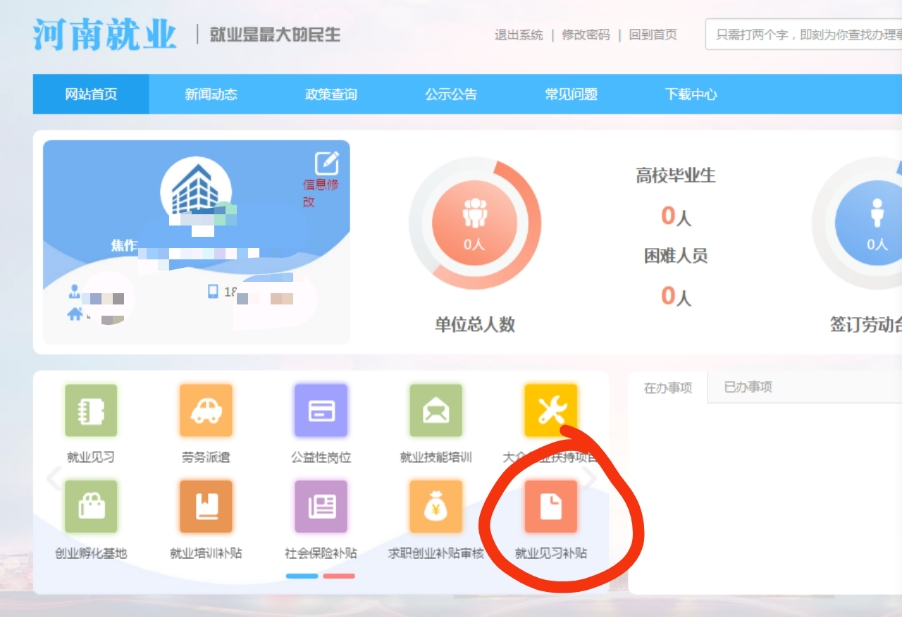 河南就业 | 就业是最大的民生
退出系统 | 修改密码 | 回到首页
只需打两个字，即刻为你查找办理
网站首页 新闻动态 政策查询 公示公告 常见问题 下载中心
信息修
改
焦作
18
0人
单位总人数
高校毕业生
0人
困难人员
0人
0人
签订劳动合
就业见习 劳务派遣 公益性岗位 就业技能培训 大众创业扶持项目
创业孵化基地 就业培训补贴 社会保险补贴 求职创业补贴审核 就业见习补贴
在办事项 已办事项